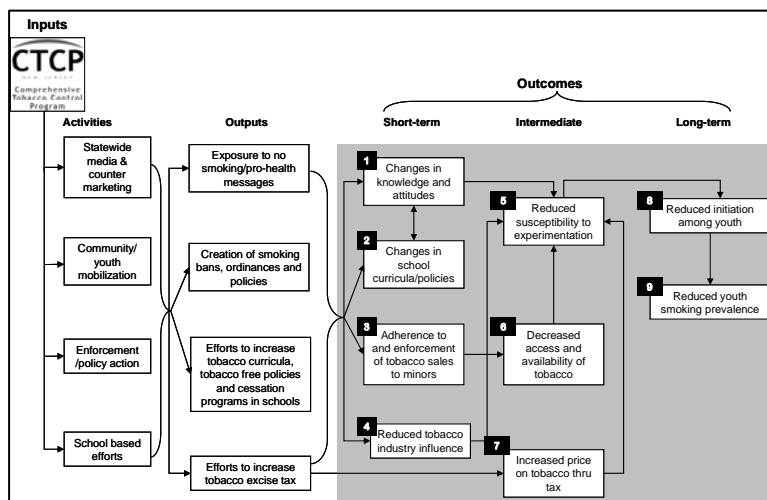 Inputs
CTCP
NEW JERSEY
Comprehensive
Tobacco Control
Program
Outcomes
Activities
Outputs
Short-term
Intermediate
Long-term
Statewide
media &
counter
marketing
Community/
youth
mobilization
Enforcement
/policy action
School based
efforts
Exposure to no
smoking/pro-health
messages
Creation of smoking
bans, ordinances and
policies
Efforts to increase
tobacco curricula,
tobacco free policies
and cessation
programs in schools
Efforts to increase
tobacco excise tax
1
Changes in
knowledge and
attitudes
2
Changes in
school
curricula/policies
3
Adherence to
and enforcement
of tobacco sales
to minors
4
Reduced tobacco
industry influence
5
Reduced
susceptibility to
experimentation
6
Decreased
access and
availability of
tobacco
7
Increased price
on tobacco thru
tax
8
Reduced initiation
among youth
9
Reduced youth
smoking prevalence